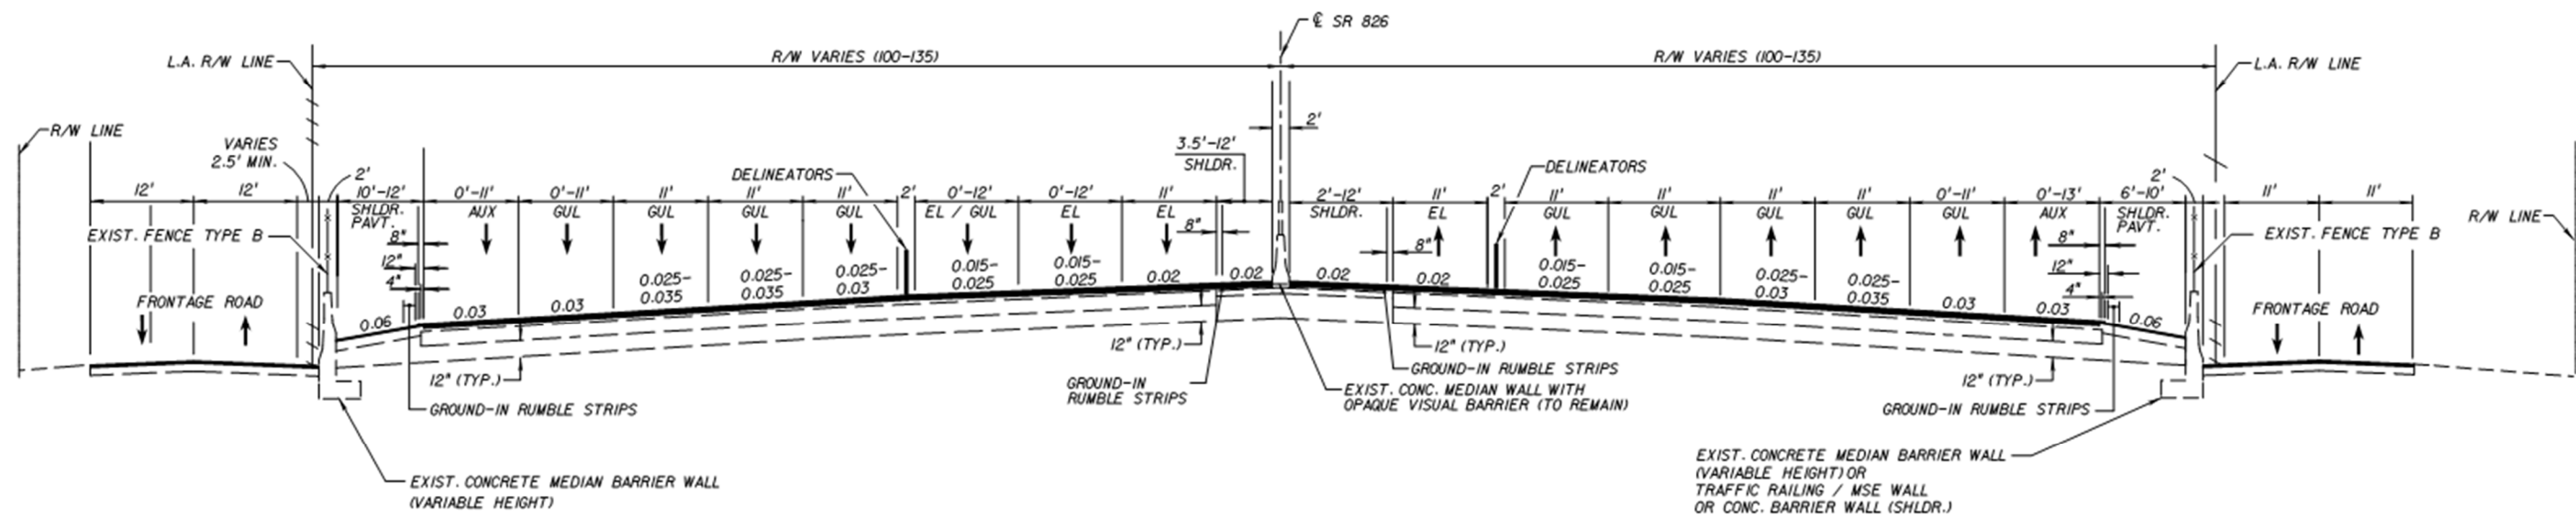 ℄ SR 826
R/W VARIES (100-135)
R/W VARIES (100-135)
L.A. R/W LINE
L.A. R/W LINE
R/W LINE
VARIES
2.5' MIN.
2'
2'
3.5'-12'
SHLDR.
DELINEATORS
DELINEATORS
2'
12'
12'
10'-12'
SHLDR.
PAVT.
0'-11'
AUX
0'-11'
GUL
11'
GUL
11'
GUL
11'
GUL
2'
0'-12'
EL / GUL
0'-12'
EL
11'
EL
2'-12'
SHLDR.
11'
EL
2'
11'
GUL
11'
GUL
11'
GUL
11'
GUL
0'-11'
GUL
0'-13'
AUX
6'-10'
SHLDR.
PAVT.
11'
11'
R/W LINE
EXIST. FENCE TYPE B
EXIST. FENCE TYPE B
8"
12"
4"
8"
8"
8"
12"
4"
FRONTAGE ROAD
FRONTAGE ROAD
0.06
0.03
0.03
0.025-
0.035
0.025-
0.035
0.025-
0.03
0.015-
0.025
0.015-
0.025
0.02
0.02
0.02
0.02
0.015-
0.025
0.015-
0.025
0.025-
0.03
0.025-
0.035
0.03
0.03
0.06
12" (TYP.)
12" (TYP.)
12" (TYP.)
12" (TYP.)
GROUND-IN RUMBLE STRIPS
GROUND-IN
RUMBLE STRIPS
GROUND-IN RUMBLE STRIPS
EXIST. CONC. MEDIAN WALL WITH
OPAQUE VISUAL BARRIER (TO REMAIN)
GROUND-IN RUMBLE STRIPS
EXIST. CONCRETE MEDIAN BARRIER WALL
(VARIABLE HEIGHT)
EXIST. CONCRETE MEDIAN BARRIER WALL
(VARIABLE HEIGHT) OR
TRAFFIC RAILING / MSE WALL
OR CONC. BARRIER WALL (SHLDR.)